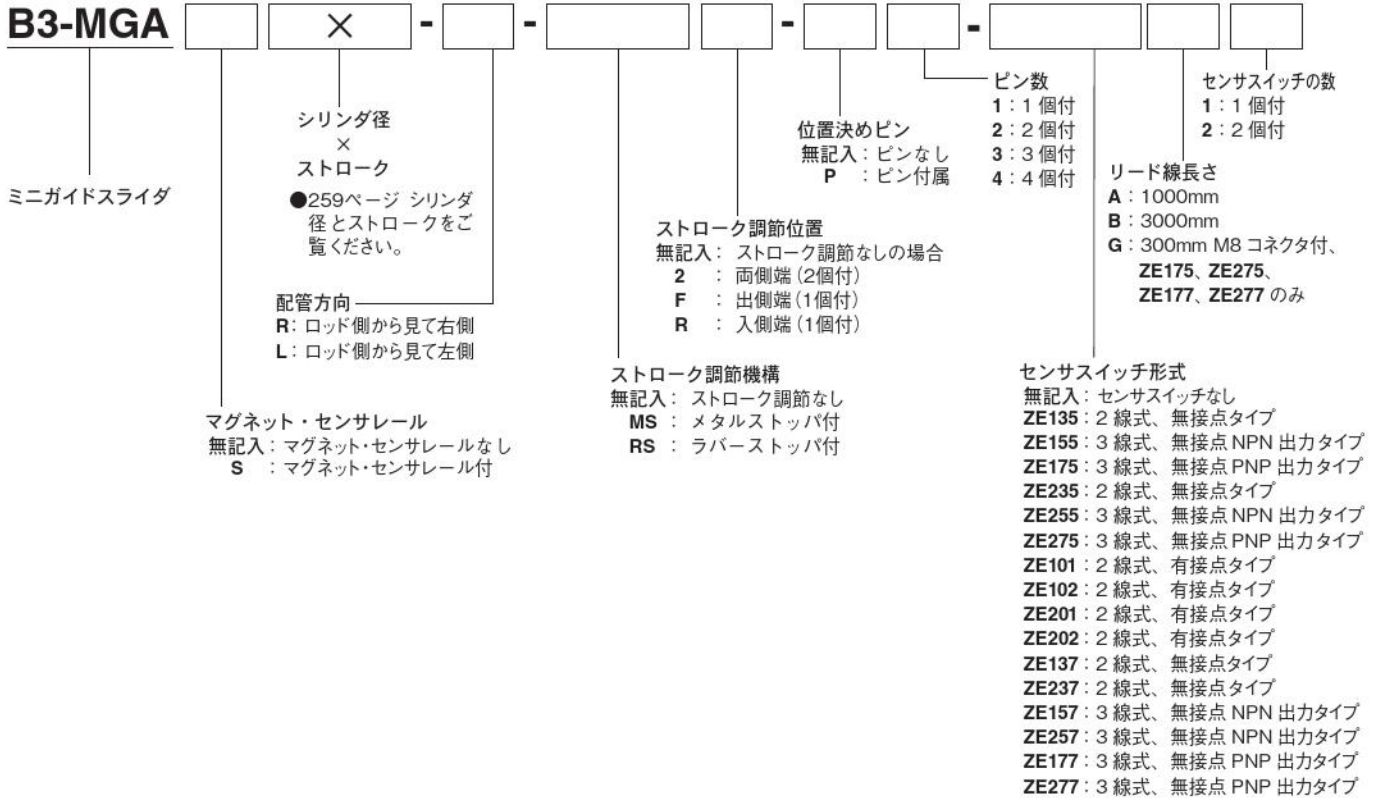 B3-MGA × - - - -
ミニガイドスライダ
シリンダ径
×
ストローク
●259ページ シリンダ
径とストロークをご
覧ください。
配管方向
R：ロッド側から見て右側
L：ロッド側から見て左側
マグネット・センサレール
無記入：マグネット・センサレールなし
S ：マグネット・センサレール付
ストローク調節機構
無記入： ストローク調節なし
MS ： メタルストッパ付
RS ： ラバーストッパ付
ストローク調節位置
無記入： ストローク調節なしの場合
2 ： 両側端（2個付）
F ： 出側端（1個付）
R ： 入側端（1個付）
位置決めピン
無記入：ピンなし
P ：ピン付属
ピン数
1：1 個付
2：2 個付
3：3 個付
4：4 個付
センサスイッチ形式
無記入：センサスイッチなし
ZE135：2 線式、無接点タイプ
ZE155：3 線式、無接点 NPN 出力タイプ
ZE175：3 線式、無接点 PNP 出力タイプ
ZE235：2 線式、無接点タイプ
ZE255：3 線式、無接点 NPN 出力タイプ
ZE275：3 線式、無接点 PNP 出力タイプ
ZE101：2 線式、有接点タイプ
ZE102：2 線式、有接点タイプ
ZE201：2 線式、有接点タイプ
ZE202：2 線式、有接点タイプ
ZE137：2 線式、無接点タイプ
ZE237：2 線式、無接点タイプ
ZE157：3 線式、無接点 NPN 出力タイプ
ZE257：3 線式、無接点 NPN 出力タイプ
ZE177：3 線式、無接点 PNP 出力タイプ
ZE277：3 線式、無接点 PNP 出力タイプ
リード線長さ
A：1000mm
B：3000mm
G：300mm M8 コネクタ付、
ZE175、ZE275、
ZE177、ZE277 のみ
センサスイッチの数
1：1 個付
2：2 個付